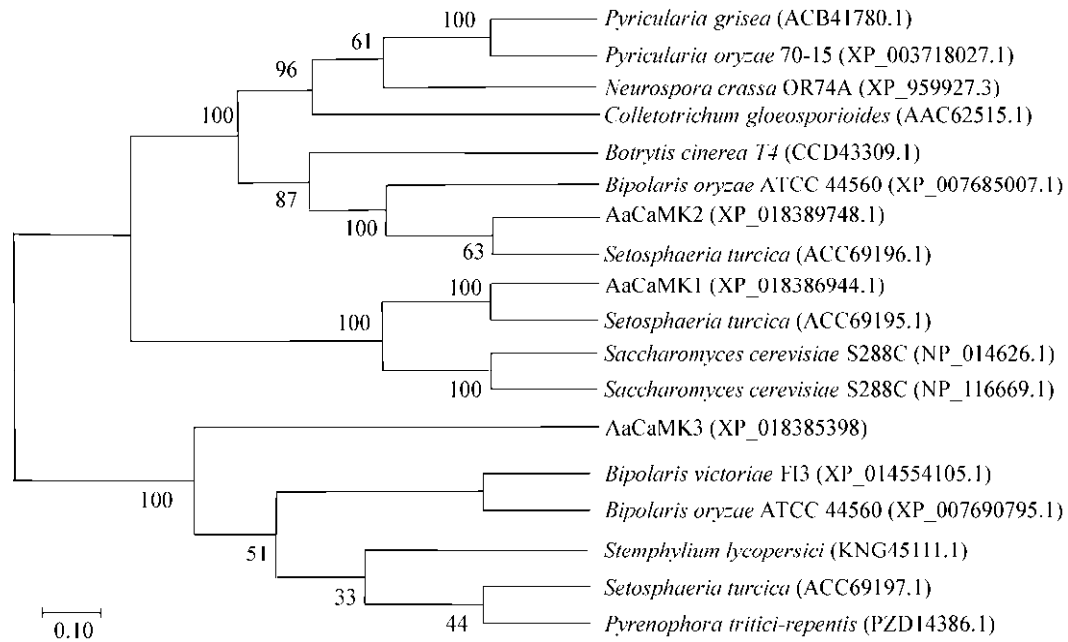 Pyricularia grisea (ACB41780.1)
100
Pyricularia oryzae 70-15 (XP_003718027.1)
61
96
Neurospora crassa OR74A (XP_959927.3)
100
Colletotrichum gloeosporioides (AAC62515.1)
Botrytis cinerea T4 (CCD43309.1)
87
Bipolaris oryzae ATCC 44560 (XP_007685007.1)
100
AaCaMK2 (XP_018389748.1)
63
Setosphaeria turcica (ACC69196.1)
AaCaMK1 (XP_018386944.1)
100
Setosphaeria turcica (ACC69195.1)
100
Saccharomyces cerevisiae S288C (NP_014626.1)
100
Saccharomyces cerevisiae S288C (NP_116669.1)
AaCaMK3 (XP_018385398)
100
Bipolaris victoriae FI3 (XP_014554105.1)
Bipolaris oryzae ATCC 44560 (XP_007690795.1)
51
Stemphylium lycopersici (KNG45111.1)
33
Setosphaeria turcica (ACC69197.1)
44
Pyrenophora tritici-repentis (PZD14386.1)
0.10